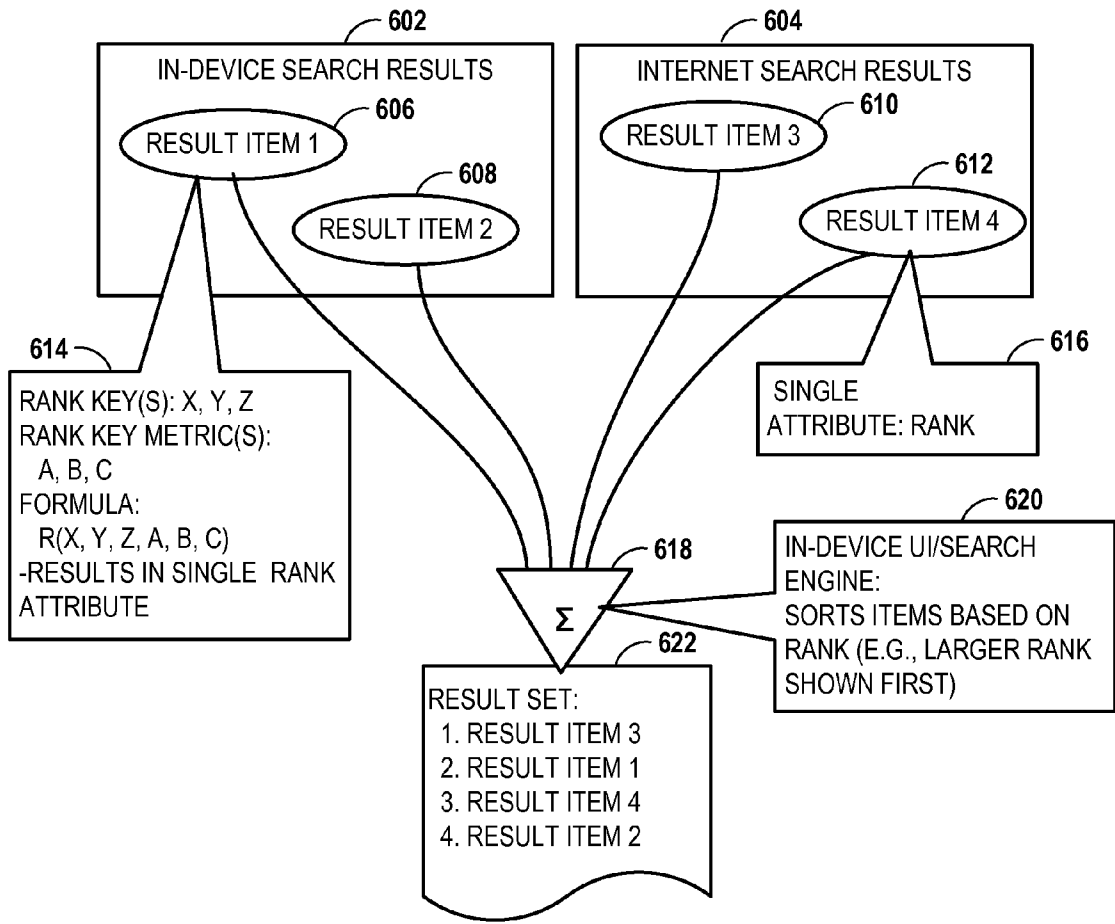 602
IN-DEVICE SEARCH RESULTS
RESULT ITEM 1
606
608
RESULT ITEM 2
604
INTERNET SEARCH RESULTS
RESULT ITEM 3
610
612
RESULT ITEM 4
614
RANK KEY(S): X, Y, Z
RANK KEY METRIC(S):
A, B, C
FORMULA:
R(X, Y, Z, A, B, C)
-RESULTS IN SINGLE RANK
ATTRIBUTE
616
SINGLE
ATTRIBUTE: RANK
618
Σ
620
IN-DEVICE UI/SEARCH
ENGINE:
SORTS ITEMS BASED ON
RANK (E.G., LARGER RANK
SHOWN FIRST)
622
RESULT SET:
1. RESULT ITEM 3
2. RESULT ITEM 1
3. RESULT ITEM 4
4. RESULT ITEM 2